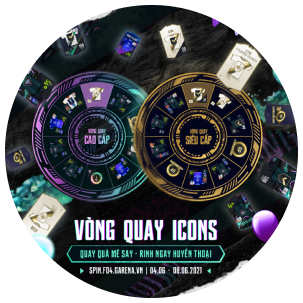 VÒNG QUAY
CAO CẤP
VÒNG QUAY
SIÊU CẤP
VÒNG QUAY ICONS
QUAY QUÀ MÊ SAY - RINH NGAY HUYỀN THOẠI
SPIN.FO4.GARENA.VN | 04.06 - 08.06.2021